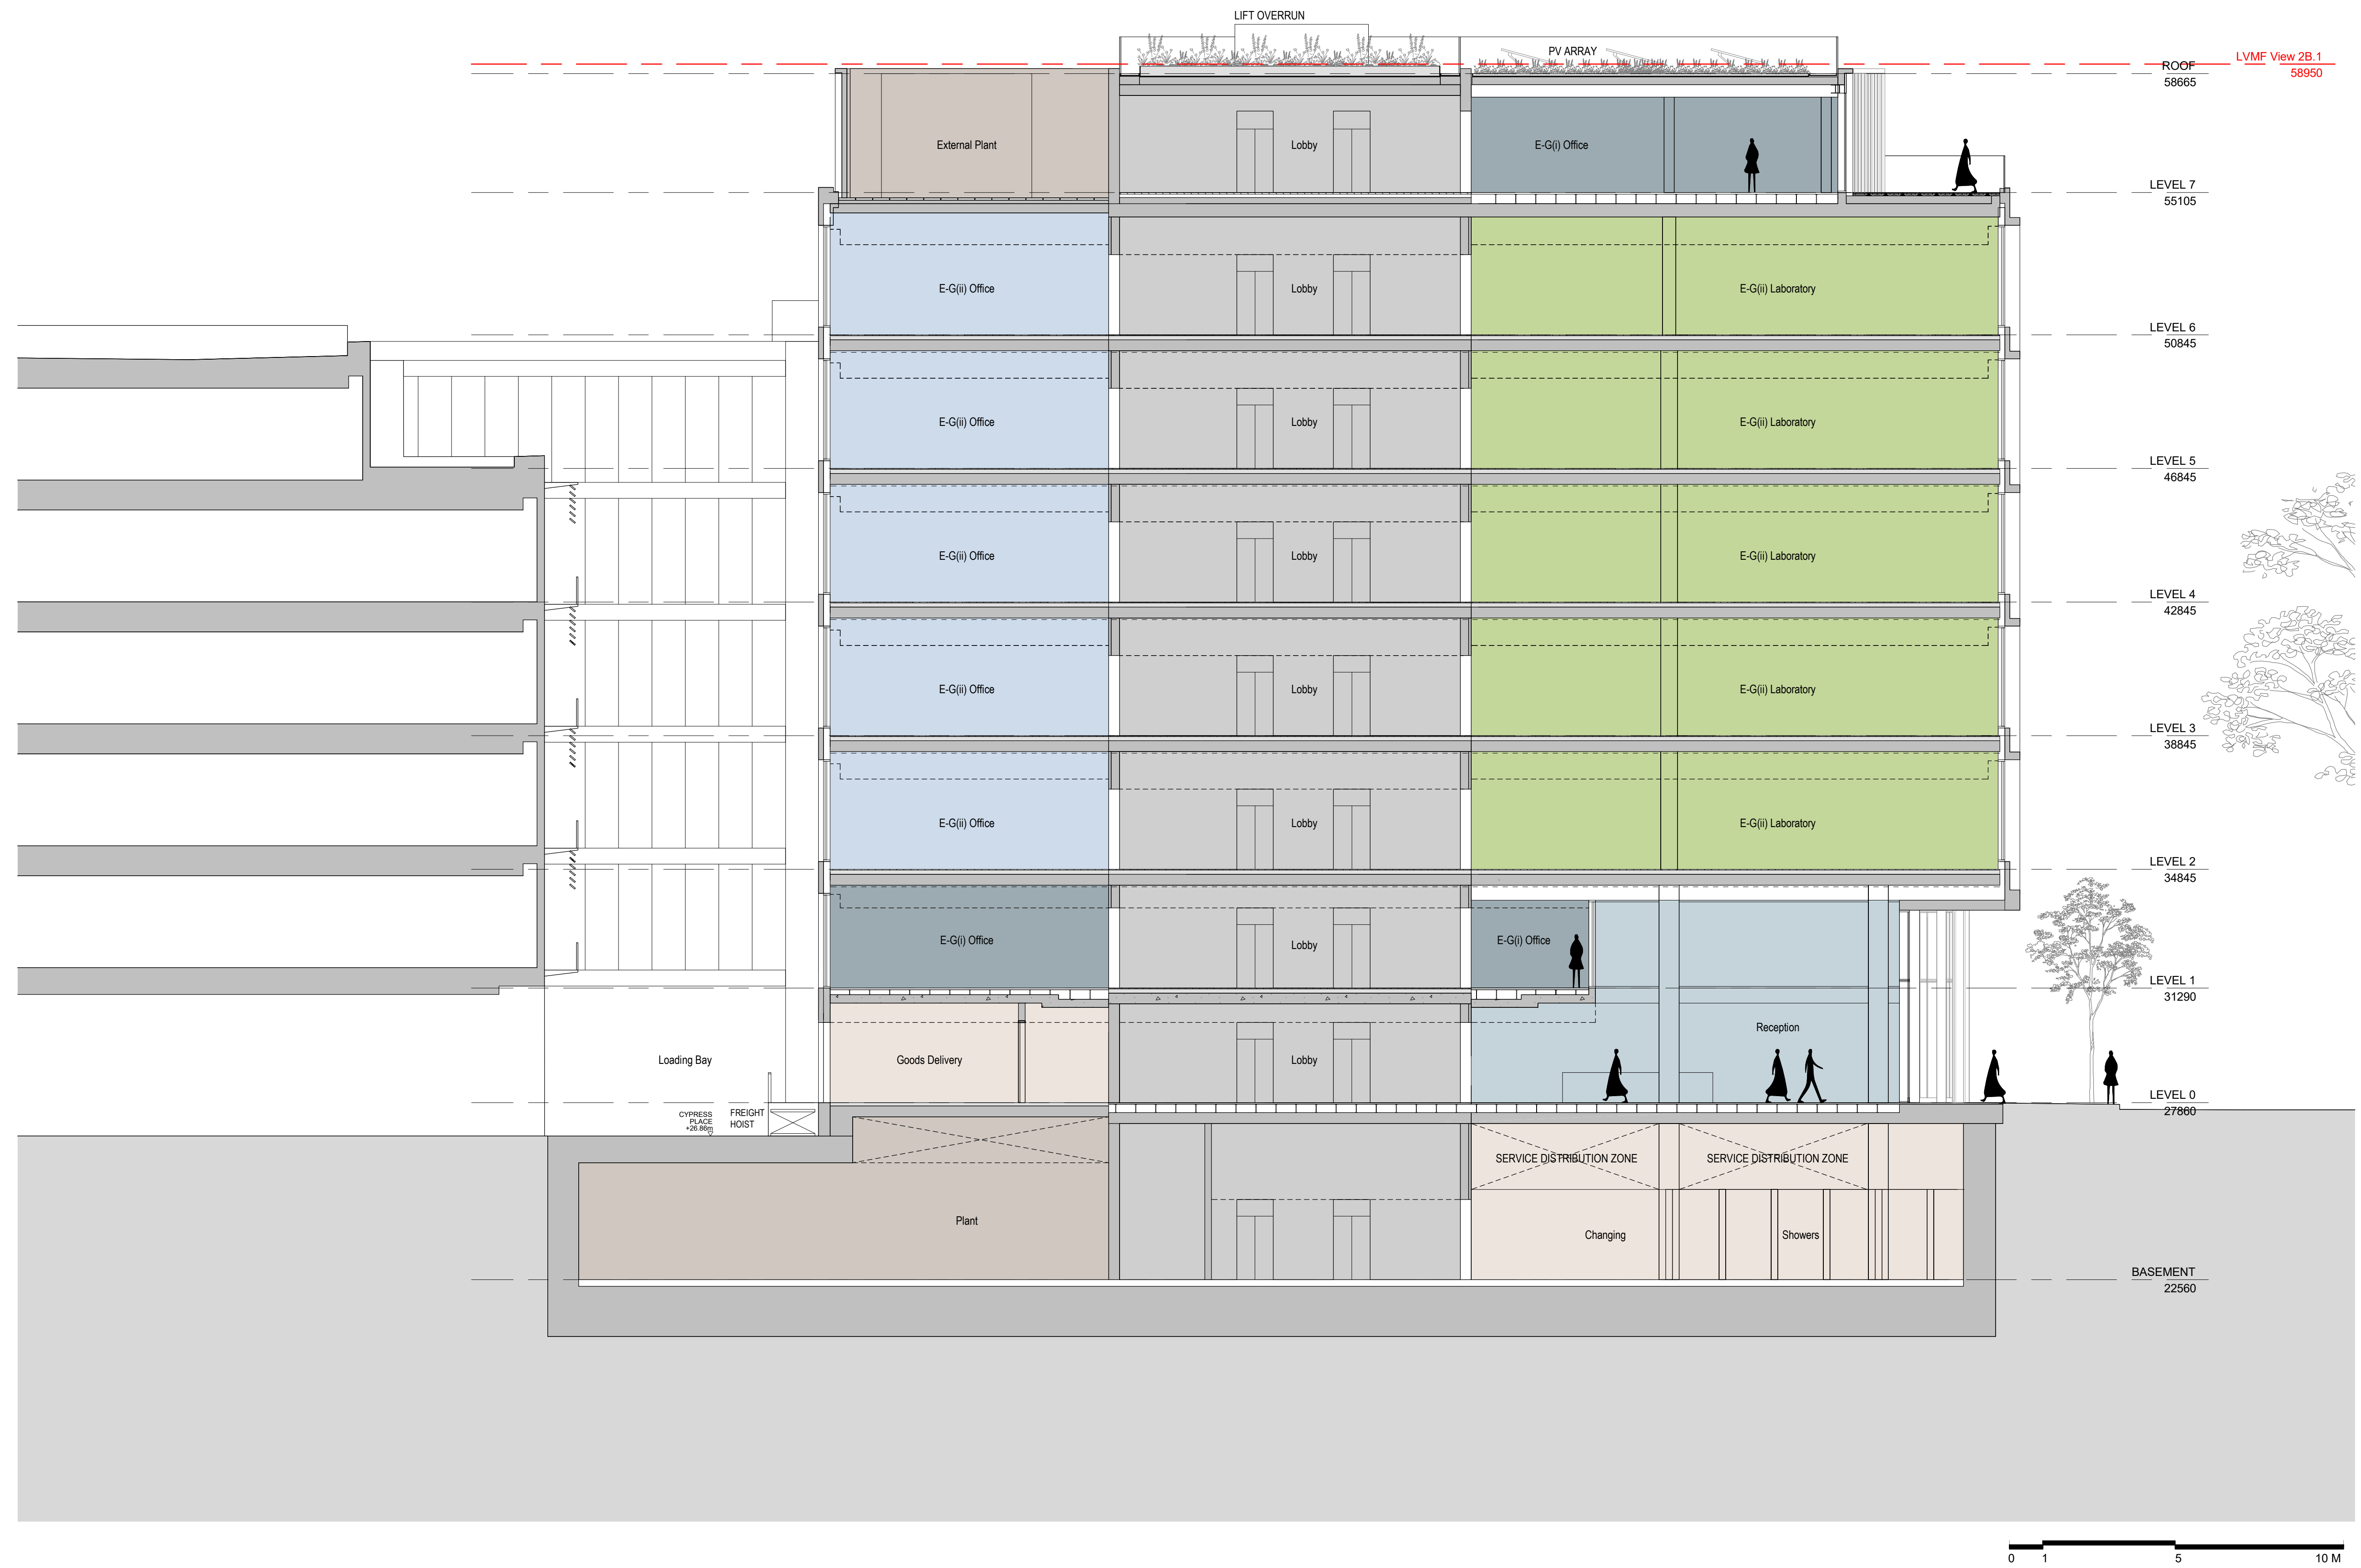 LIFT OVERRUN
PV ARRAY
LVMF View 2B.1
58950
ROOF
58665
External Plant
Lobby
E-G(i) Office
LEVEL 7
55105
E-G(ii) Office
Lobby
E-G(ii) Laboratory
LEVEL 6
50845
E-G(ii) Office
Lobby
E-G(ii) Laboratory
LEVEL 5
46845
E-G(ii) Office
Lobby
E-G(ii) Laboratory
LEVEL 4
42845
E-G(ii) Office
Lobby
E-G(ii) Laboratory
LEVEL 3
38845
E-G(ii) Office
Lobby
E-G(ii) Laboratory
LEVEL 2
34845
E-G(i) Office
Lobby
E-G(i) Office
LEVEL 1
31290
Reception
Loading Bay
Goods Delivery
Lobby
LEVEL 0
27860
CYPRESS
PLACE
+26.86m
FREIGHT
HOIST
SERVICE DISTRIBUTION ZONE
SERVICE DISTRIBUTION ZONE
Plant
Changing
Showers
BASEMENT
22560
0 1 5 10 M